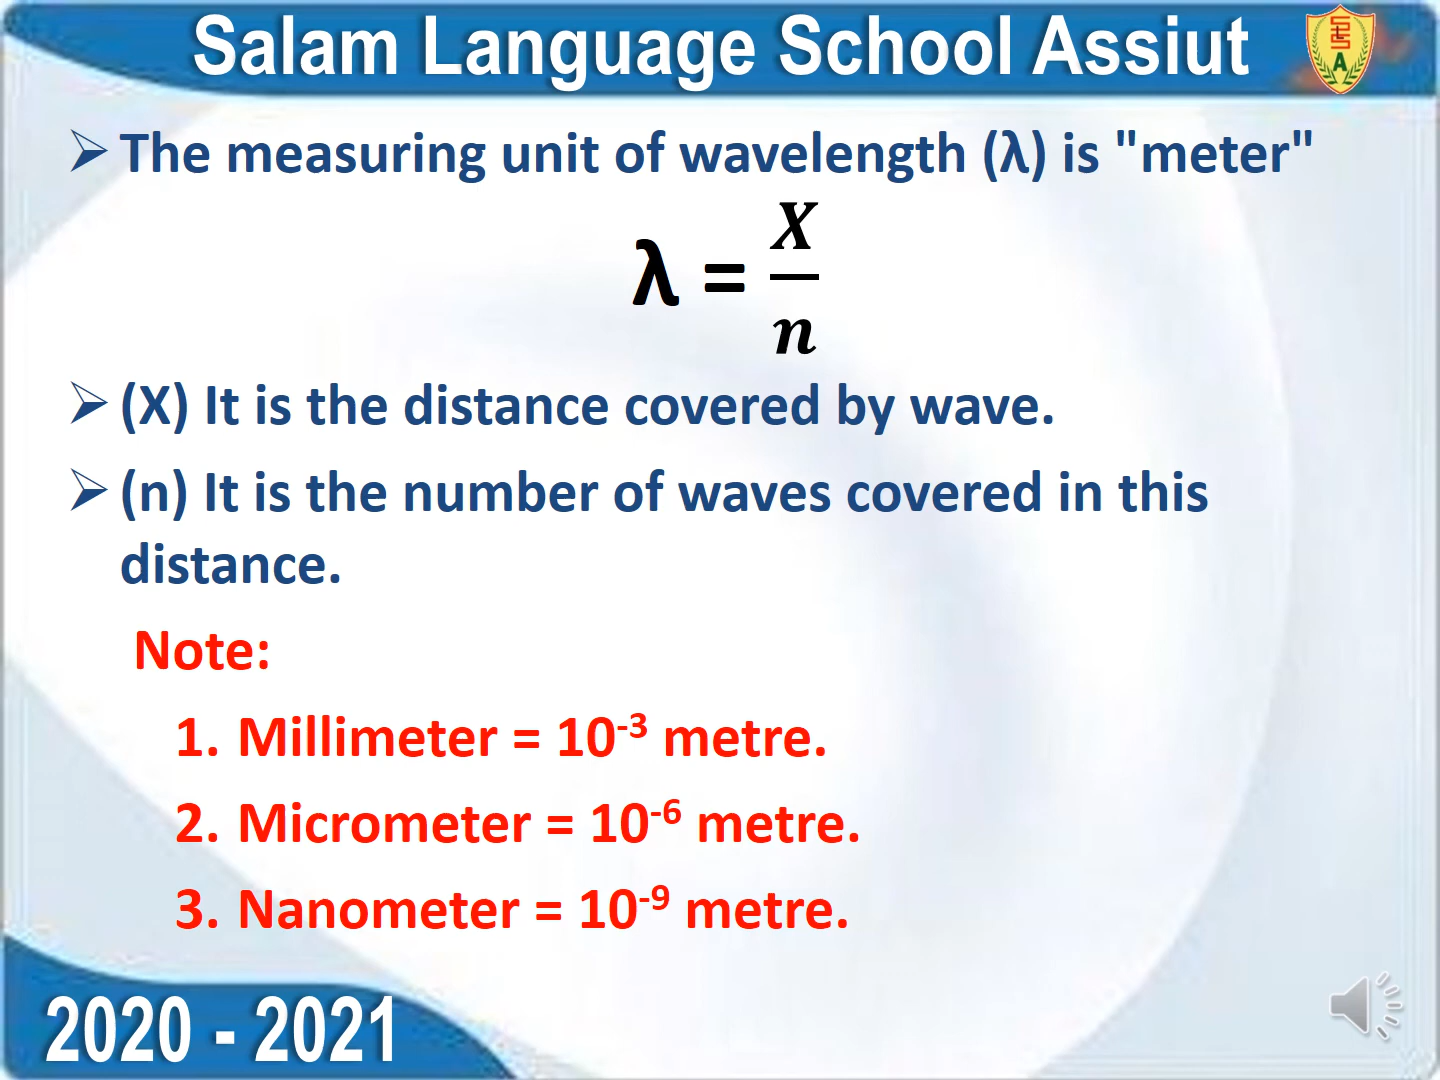 Salam Language School Assiut
➢ The measuring unit of wavelength (λ) is "meter"
λ = X/n
➢ (X) It is the distance covered by wave.
➢ (n) It is the number of waves covered in this
distance.
Note:
1. Millimeter = 10⁻³ metre.
2. Micrometer = 10⁻⁶ metre.
3. Nanometer = 10⁻⁹ metre.
2020 - 2021